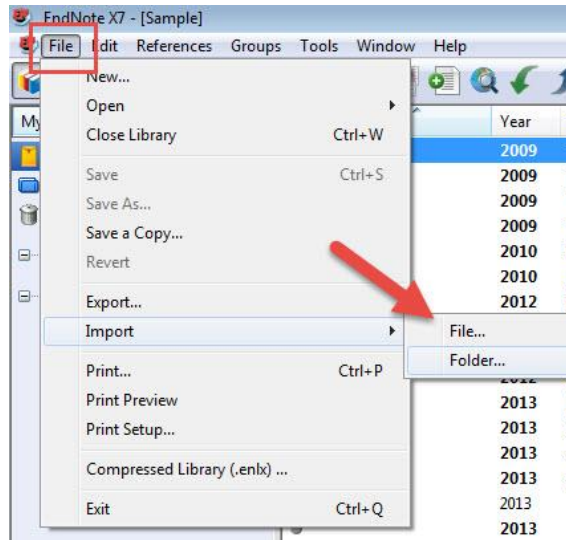 EndNote X7 - [Sample]
File Edit References Groups Tools Window Help
My
Year
New...
Open
Close Library Ctrl+W
Save Ctrl+S
Save As...
Save a Copy...
Revert
Export...
Import
File...
Folder...
Print... Ctrl+P
Print Preview
Print Setup...
Compressed Library (.enlx) ...
Exit Ctrl+Q
2009
2009
2009
2009
2010
2010
2012
2012
2013
2013
2013
2013
2013
2013